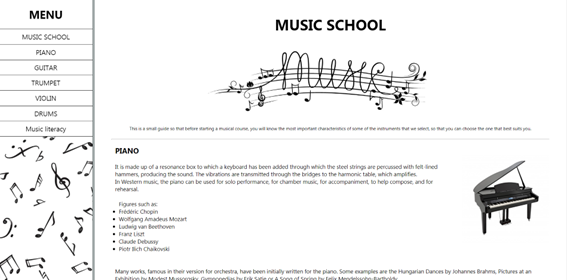 MENU
MUSIC SCHOOL
PIANO
GUITAR
TRUMPET
VIOLIN
DRUMS
Music literacy
MUSIC SCHOOL
music
This is a small guide so that before starting a musical course, you will know the most important characteristics of some of the instruments that we select, so that you can choose the one that best suits you.
PIANO
It is made up of a resonance box to which a keyboard has been added through which the steel strings are percussed with felt-lined
hammers, producing the sound. The vibrations are transmitted through the bridges to the harmonic table, which amplifies.
In Western music, the piano can be used for solo performance, for chamber music, for accompaniment, to help compose, and for
rehearsal.
Figures such as:
Frédéric Chopin
Wolfgang Amadeus Mozart
Ludwig van Beethoven
Franz Liszt
Claude Debussy
Piotr Ilich Chaikovski
Many works, famous in their version for orchestra, have been initially written for the piano. Some examples are the Hungarian Dances by Johannes Brahms, Pictures at an
Exhibition by Modest Mussorgsky, Gymnopedias by Erik Satie or A Song of Spring by Felix Mendelssohn-Bartholdy.